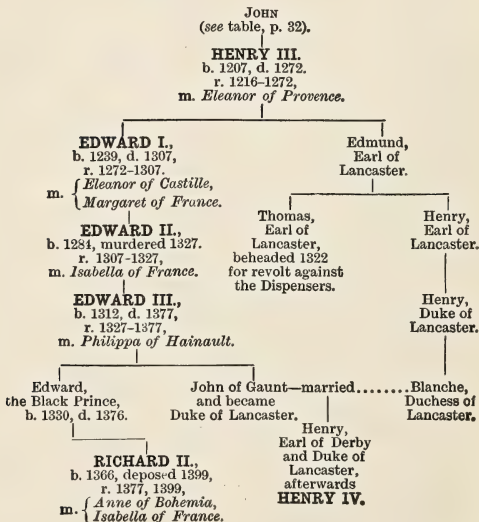 JOHN
(see table, p. 32).
HENRY III.
b. 1207, d. 1272.
r. 1216–1272,
m. Eleanor of Provence.
EDWARD I.,
b. 1239, d. 1307,
r. 1272-1307.
m. { Eleanor of Castille,
Margaret of France.
Edmund,
Earl of
Lancaster.
EDWARD II.,
b. 1284, murdered 1327.
r. 1307-1327,
m. Isabella of France.
Thomas,
Earl of
Lancaster,
beheaded 1322
for revolt against
the Dispensers.
Henry,
Earl of
Lancaster.
EDWARD III.,
b. 1312, d. 1377,
r. 1327-1377,
m. Philippa of Hainault.
Henry,
Duke of
Lancaster.
Edward,
the Black Prince,
b. 1330, d. 1376.
John of Gaunt—married........Blanche,
and became
Duke of Lancaster.
Duchess of
Lancaster.
Henry,
Earl of Derby
and Duke of
Lancaster,
afterwards
HENRY IV.
RICHARD II.,
b. 1366, deposed 1399,
r. 1377, 1399,
m. { Anne of Bohemia,
Isabella of France.